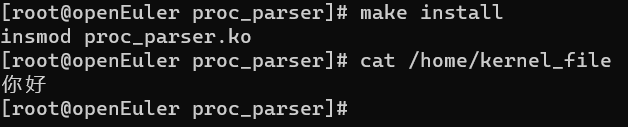 [root@openEuler proc_parser]# make install
insmod proc_parser.ko
[root@openEuler proc_parser]# cat /home/kernel_file
你好
[root@openEuler proc_parser]#